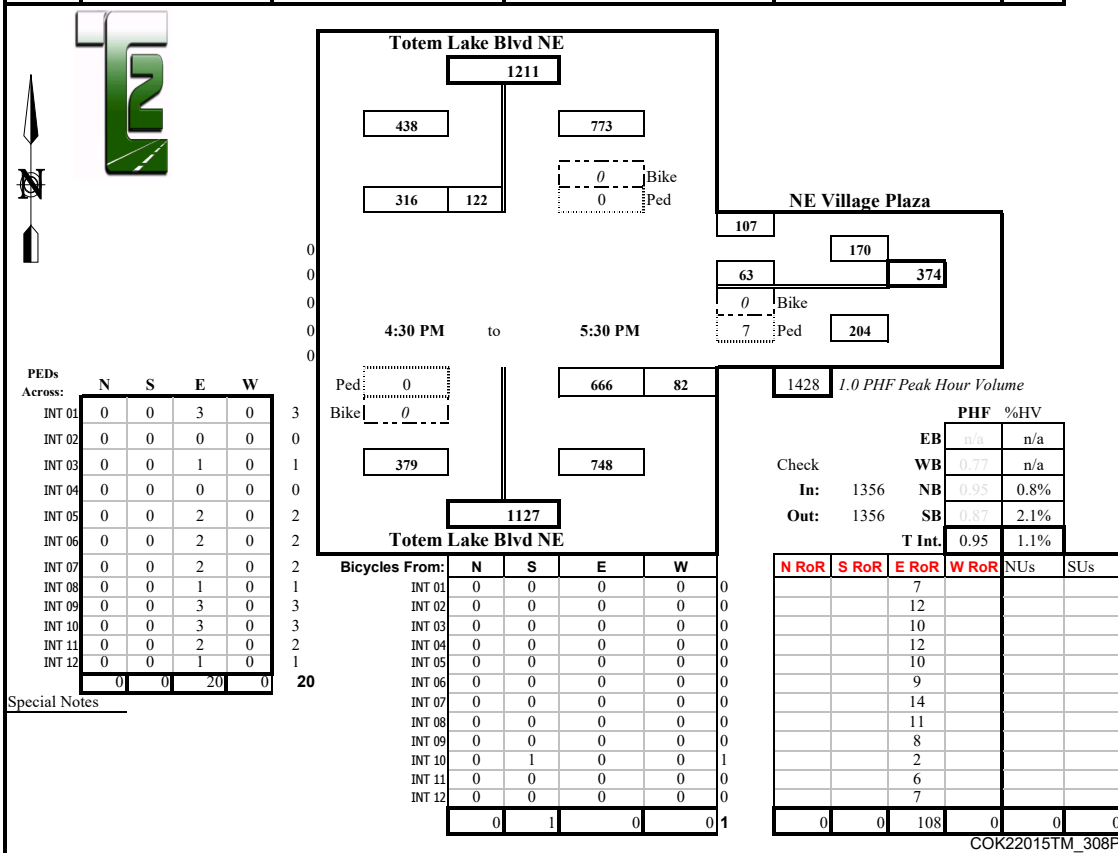 T2
N
Totem Lake Blvd NE
1211
438 773
0 Bike
316 122 0 Ped
NE Village Plaza
107
0 170
0 63 374
0 0 Bike
0 4:30 PM to 5:30 PM 7 Ped 204
0
Ped 0 666 82 1428 1.0 PHF Peak Hour Volume
Bike 0
379 748
1127
Totem Lake Blvd NE
PHF %HV
EB n/a n/a
Check WB 0.77 n/a
In: 1356 NB 0.95 0.8%
Out: 1356 SB 0.87 2.1%
T Int. 0.95 1.1%
PEDs
Across: N S E W
INT 01 0 0 3 0 3
INT 02 0 0 0 0 0
INT 03 0 0 1 0 1
INT 04 0 0 0 0 0
INT 05 0 0 2 0 2
INT 06 0 0 2 0 2
INT 07 0 0 2 0 2
INT 08 0 0 1 0 1
INT 09 0 0 3 0 3
INT 10 0 0 3 0 3
INT 11 0 0 2 0 2
INT 12 0 0 1 0 1
0 0 20 0 20
Special Notes
Bicycles From: N S E W
INT 01 0 0 0 0 0
INT 02 0 0 0 0 0
INT 03 0 0 0 0 0
INT 04 0 0 0 0 0
INT 05 0 0 0 0 0
INT 06 0 0 0 0 0
INT 07 0 0 0 0 0
INT 08 0 0 0 0 0
INT 09 0 0 0 0 0
INT 10 0 1 0 0 1
INT 11 0 0 0 0 0
INT 12 0 0 0 0 0
0 1 0 0 1
N RoR S RoR E RoR W RoR NUs SUs
7
12
10
12
10
9
14
11
8
2
6
7
0 0 108 0 0 0
COK22015TM_308P